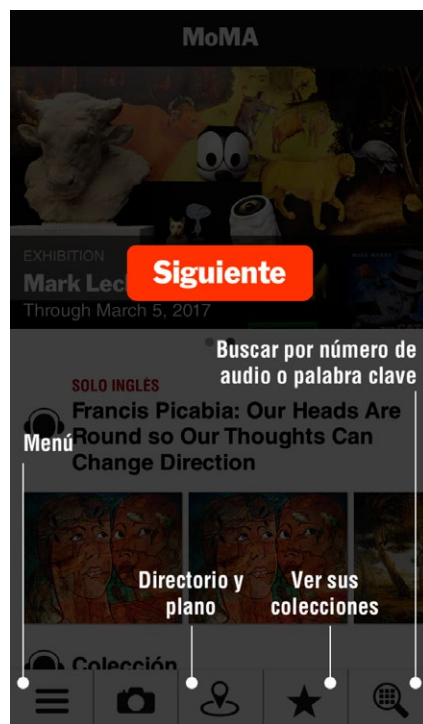 MoMA
EXHIBITION
Mark Lec
Siguiente
Through March 5, 2017
Buscar por número de
audio o palabra clave
SOLO INGLÉS
Francis Picabia: Our Heads Are
Menú
Round so Our Thoughts Can
Change Direction
Directorio y
plano
Ver sus
colecciones
Colección